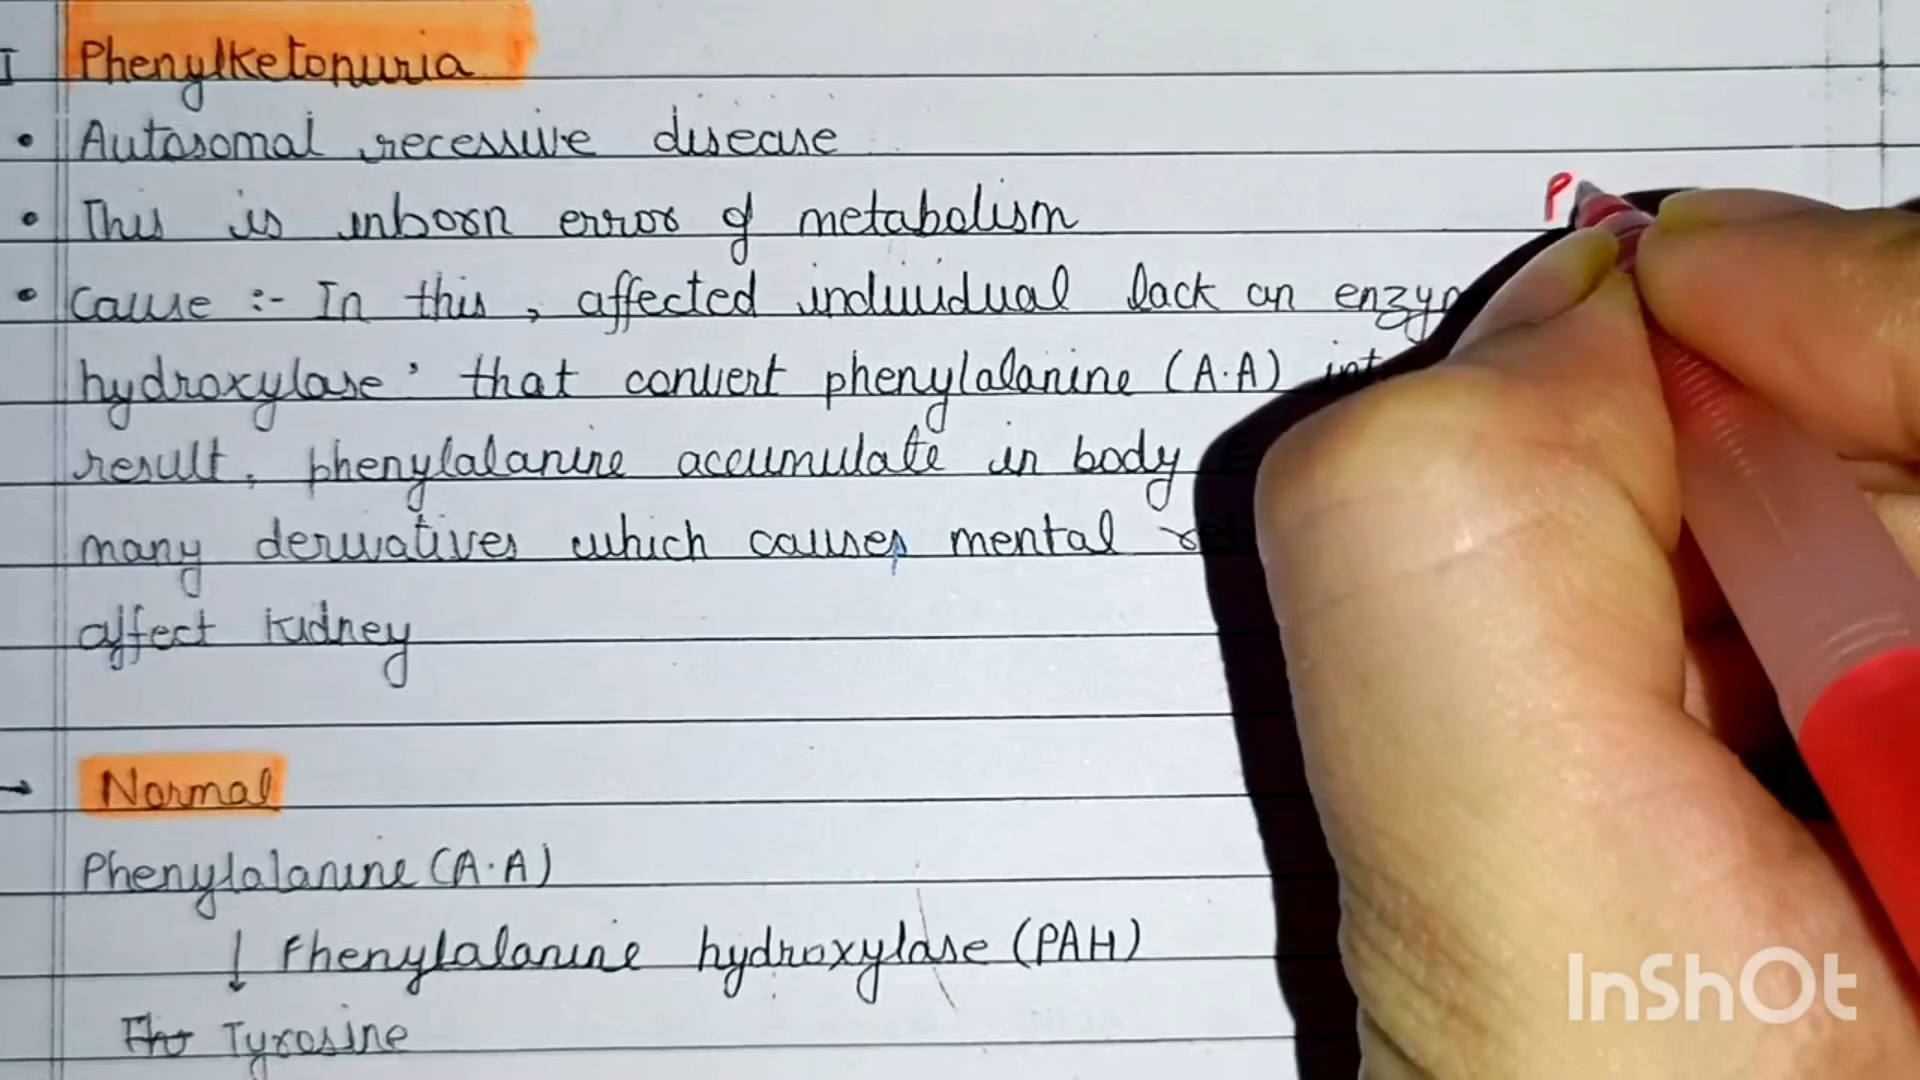 I Phenylketonuria
• Autosomal recessive disease
• This is inborn error of metabolism
P
• Cause :- In this , affected individual lack an
hydroxylase' that convert phenylalanine (A.A)
result, phenylalanine accumulate in body
many derivatives which causes mental
affect kidney
→ Normal
Phenylalanine (A.A)
↓ Phenylalanine hydroxylase (PAH)
Tyrosine
InShOt